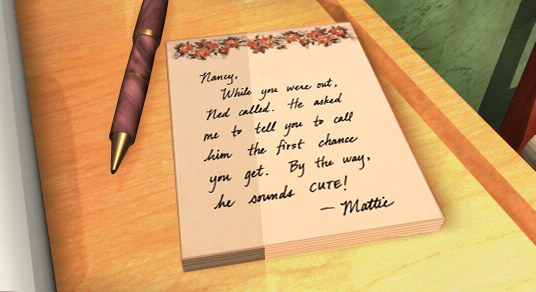 Nancy,
While you were out,
Ned called. He asked
me to tell you to call
him the first chance
you get. By the way,
he sounds CUTE!
— Mattie